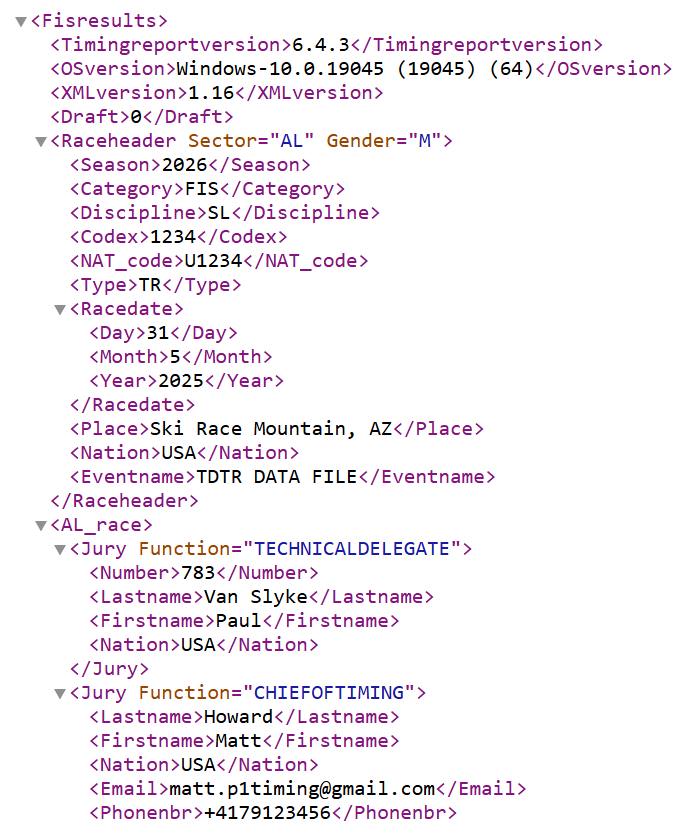 <Fisresults>
<Timingreportversion>6.4.3</Timingreportversion>
<OSversion>Windows-10.0.19045 (19045) (64)</OSversion>
<XMLversion>1.16</XMLversion>
<Draft>0</Draft>
<Raceheader Sector="AL" Gender="M">
<Season>2026</Season>
<Category>FIS</Category>
<Discipline>SL</Discipline>
<Codex>1234</Codex>
<NAT_code>U1234</NAT_code>
<Type>TR</Type>
<Racedate>
<Day>31</Day>
<Month>5</Month>
<Year>2025</Year>
</Racedate>
<Place>Ski Race Mountain, AZ</Place>
<Nation>USA</Nation>
<Eventname>TDTR DATA FILE</Eventname>
</Raceheader>
<AL_race>
<Jury Function="TECHNICALDELEGATE">
<Number>783</Number>
<Lastname>Van Slyke</Lastname>
<Firstname>Paul</Firstname>
<Nation>USA</Nation>
</Jury>
<Jury Function="CHIEFOFTIMING">
<Lastname>Howard</Lastname>
<Firstname>Matt</Firstname>
<Nation>USA</Nation>
<Email>matt.p1timing@gmail.com</Email>
<Phonenbr>+4179123456</Phonenbr>